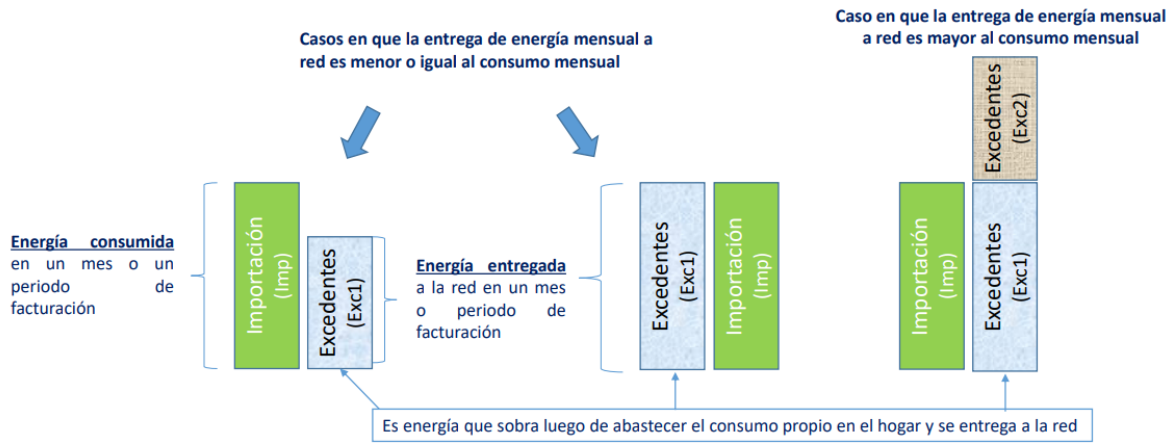 Casos en que la entrega de energía mensual a
red es menor o igual al consumo mensual
Caso en que la entrega de energía mensual
a red es mayor al consumo mensual
Energía consumida
en un mes o un
periodo de
facturación
Importación
(Imp)
Excedentes
(Exc1)
Energía entregada
a la red en un mes
o periodo de
facturación
Excedentes
(Exc1)
Importación
(Imp)
Importación
(Imp)
Excedentes
(Exc2)
Excedentes
(Exc1)
Es energía que sobra luego de abastecer el consumo propio en el hogar y se entrega a la red